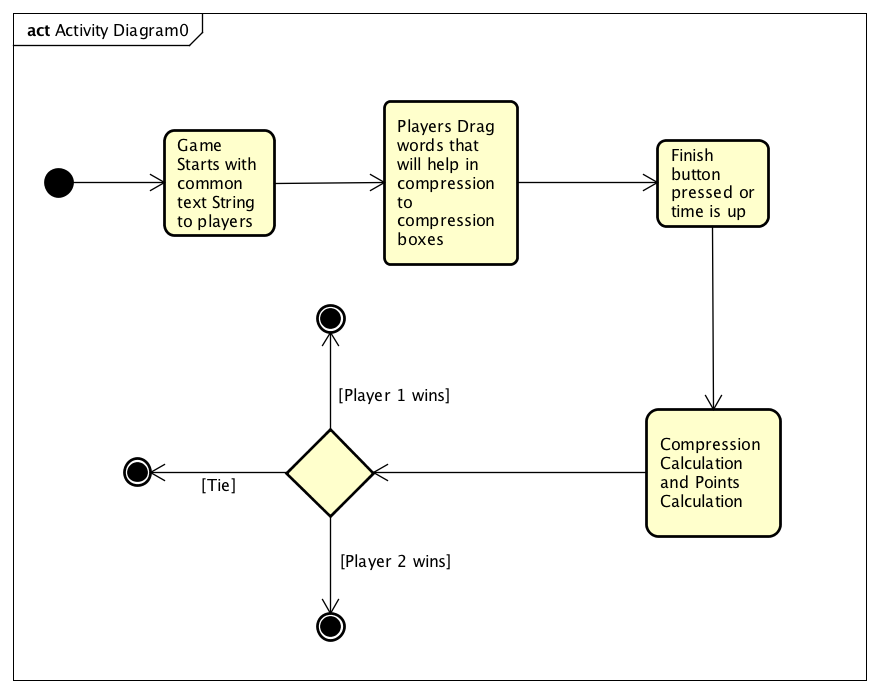 act Activity Diagram0
Game
Starts with
common
text String
to players
Players Drag
words that
will help in
compression
to
compression
boxes
Finish
button
pressed or
time is up
[Player 1 wins]
Compression
Calculation
and Points
Calculation
[Tie]
[Player 2 wins]